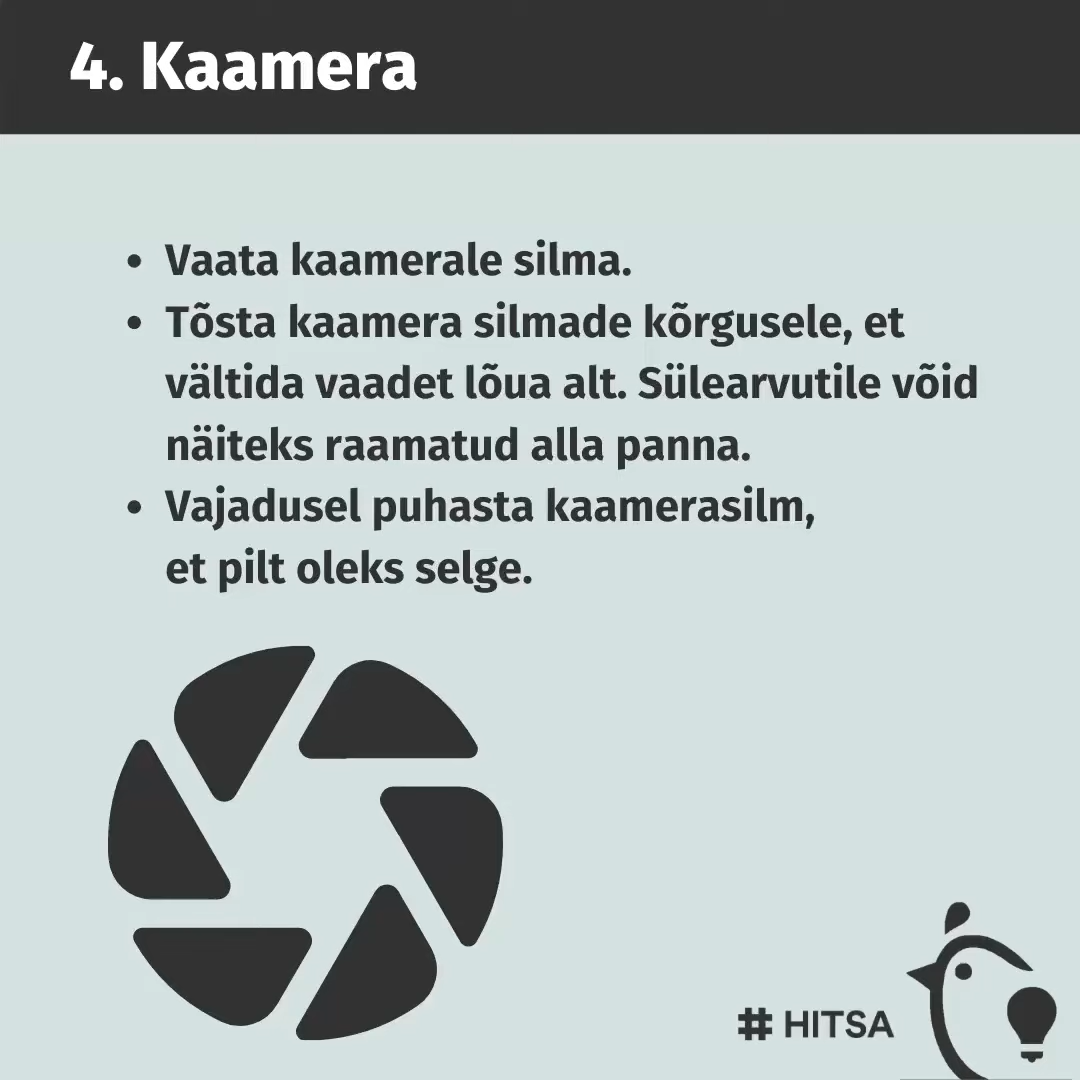 4. Kaamera
• Vaata kaamerale silma.
• Tõsta kaamera silmade kõrgusele, et
vältida vaadet lõua alt. Sülearvutile võid
näiteks raamatud alla panna.
• Vajadusel puhasta kaamerasilm,
et pilt oleks selge.
# HITSA